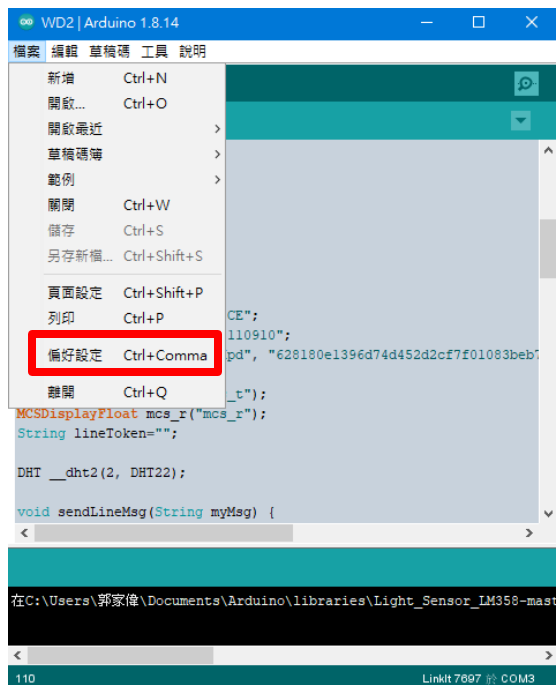 WD2 | Arduino 1.8.14
檔案 編輯 草稿碼 工具 說明
新增 Ctrl+N
開啟... Ctrl+O
開啟最近
草稿碼簿
範例
關閉 Ctrl+W
儲存 Ctrl+S
另存新檔... Ctrl+Shift+S
頁面設定 Ctrl+Shift+P
列印 Ctrl+P
偏好設定 Ctrl+Comma
離開 Ctrl+Q
CE";
110910";
pd", "628180e1396d74d452d2cf7f01083beb7
_t");
MCSDisplayFloat mcs_r("mcs_r");
String lineToken="";
DHT __dht2(2, DHT22);
void sendLineMsg(String myMsg) {
在C:\Users\郭家偉\Documents\Arduino\libraries\Light_Sensor_LM358-mast
110
LinkIt 7697 於 COM3